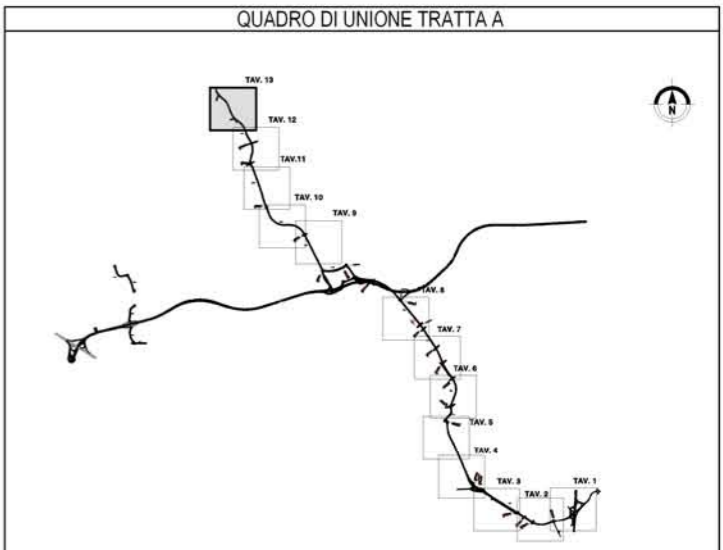 QUADRO DI UNIONE TRATTA A
TAV. 13
N
TAV. 12
TAV.11
TAV. 10
TAV. 9
TAV. 8
TAV. 7
TAV. 6
TAV. 5
TAV. 4
TAV. 3
TAV. 2
TAV. 1